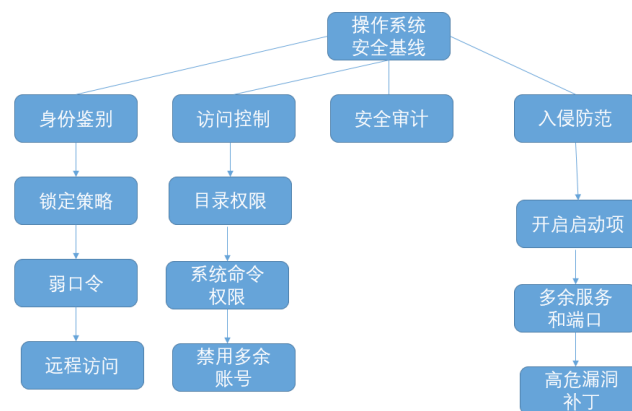 操作系统
安全基线
身份鉴别
访问控制
安全审计
入侵防范
锁定策略
目录权限
开启启动项
弱口令
系统命令
权限
多余服务
和端口
远程访问
禁用多余
账号
高危漏洞
补丁